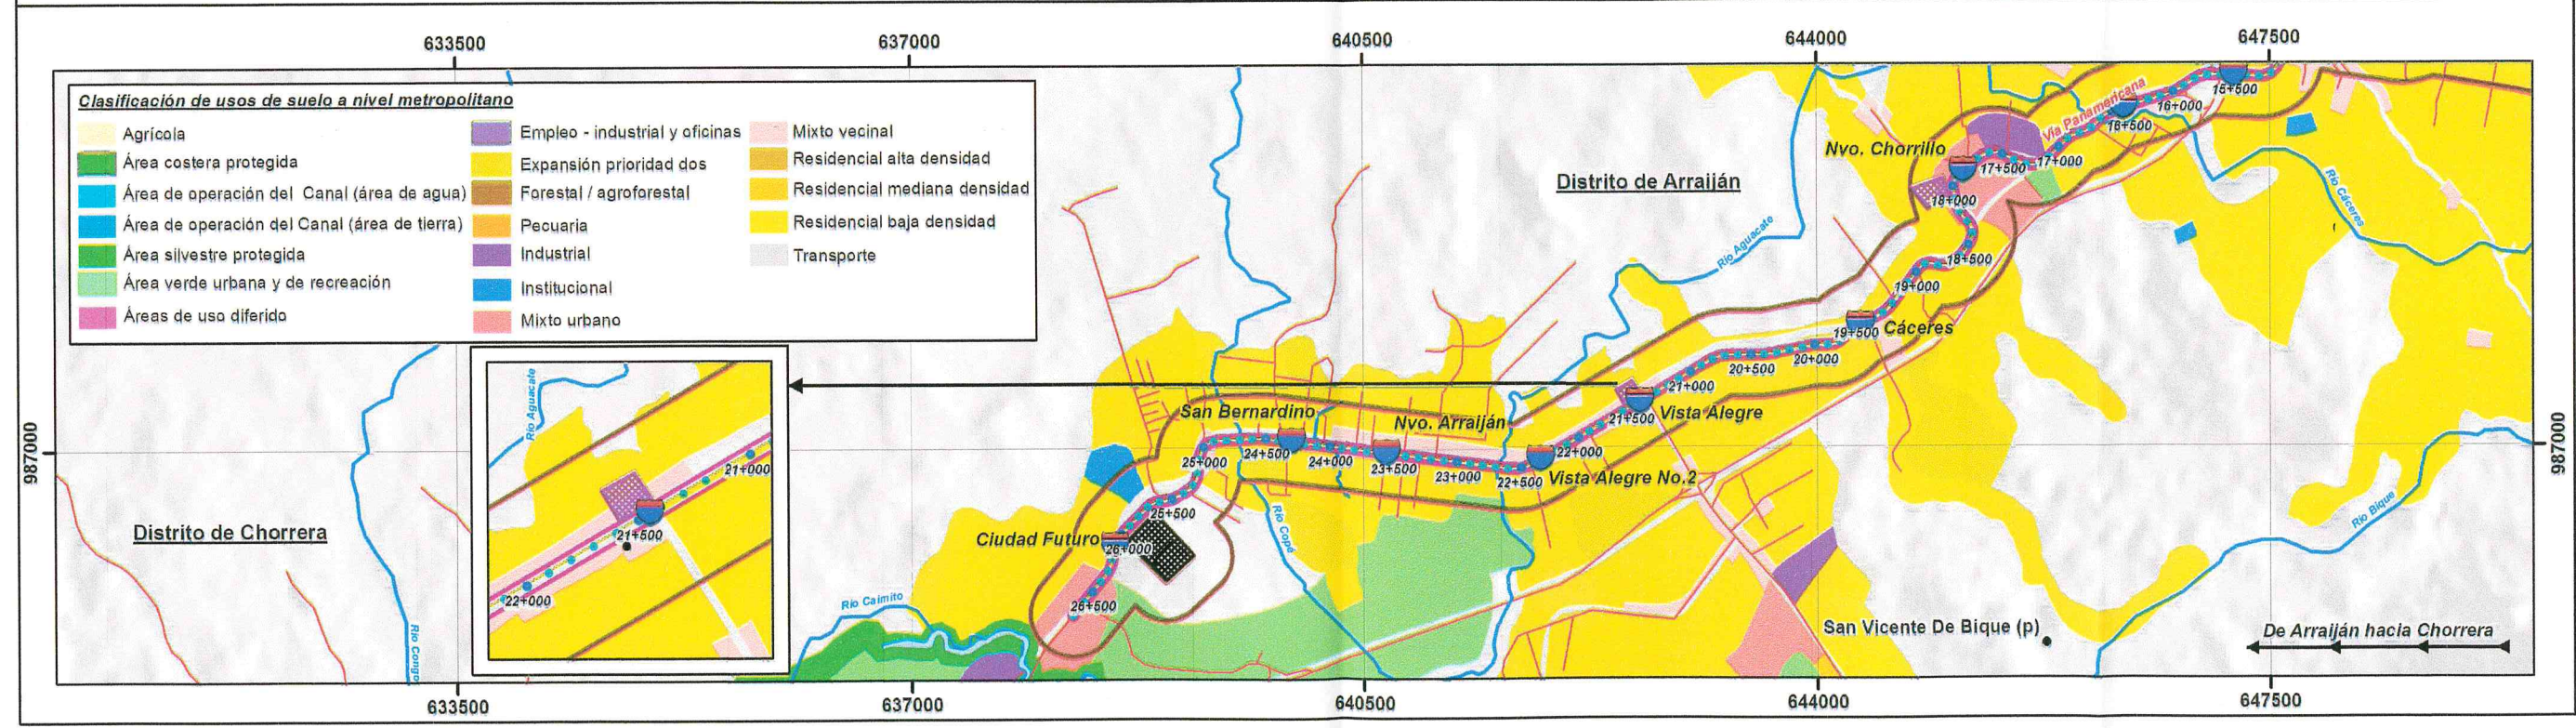 633500
637000
640500
644000
647500
Clasificación de usos de suelo a nivel metropolitano
Agrícola
Área costera protegida
Área de operación del Canal (área de agua)
Área de operación del Canal (área de tierra)
Área silvestre protegida
Área verde urbana y de recreación
Áreas de uso diferido
Empleo - industrial y oficinas
Expansión prioridad dos
Forestal / agroforestal
Pecuaria
Industrial
Institucional
Mixto urbano
Mixto vecinal
Residencial alta densidad
Residencial mediana densidad
Residencial baja densidad
Transporte
Distrito de Arraiján
Nvo. Chorrillo
Vía Panamericana
15+500
16+000
16+500
17+000
17+500
18+000
18+500
19+000
19+500
Cáceres
20+000
20+500
21+000
21+500
Vista Alegre
22+000
22+500
Vista Alegre No.2
23+000
23+500
24+000
24+500
25+000
25+500
26+000
26+500
Nvo. Arraiján
San Bernardino
Ciudad Futuro
Río Aguacate
Río Cáceres
Río Bique
Río Copé
Río Caimito
Río Congo
987000
987000
Distrito de Chorrera
Río Aguacate
21+000
21+500
22+000
San Vicente De Bique (p)
De Arraiján hacia Chorrera
633500
637000
640500
644000
647500